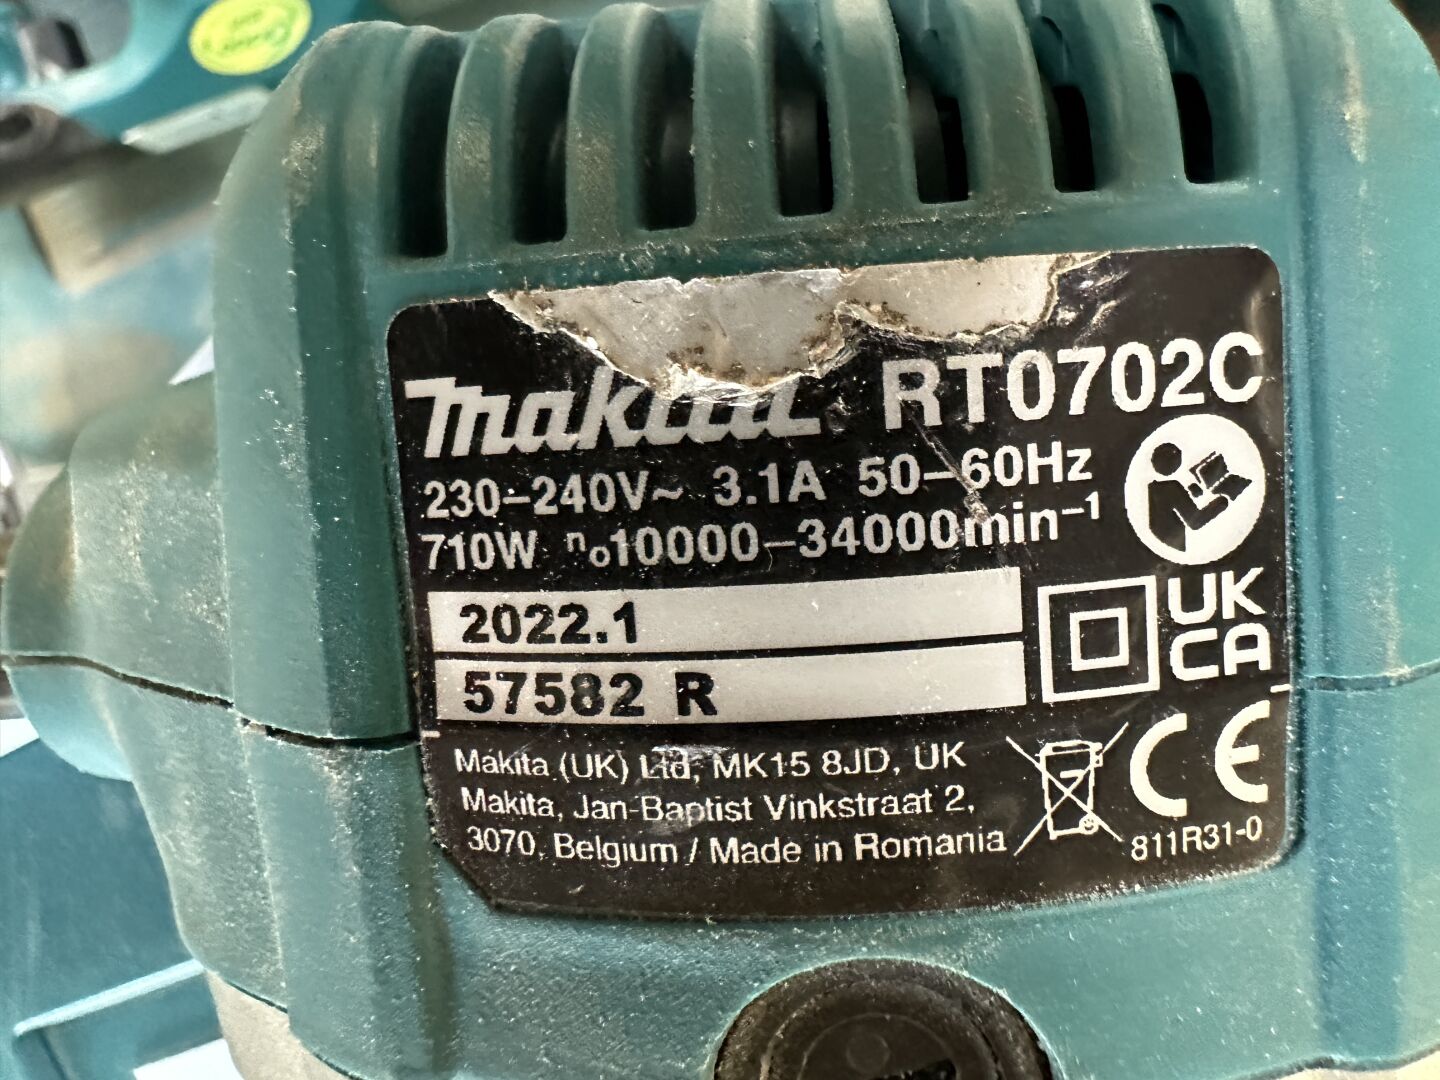 makita RT0702C
230–240V~ 3.1A 50–60Hz
710W n₀10000–34000min⁻¹
2022.1
57582 R
UK
CA
Makita (UK) Ltd, MK15 8JD, UK
Makita, Jan-Baptist Vinkstraat 2,
3070, Belgium / Made in Romania
CE
811R31-0